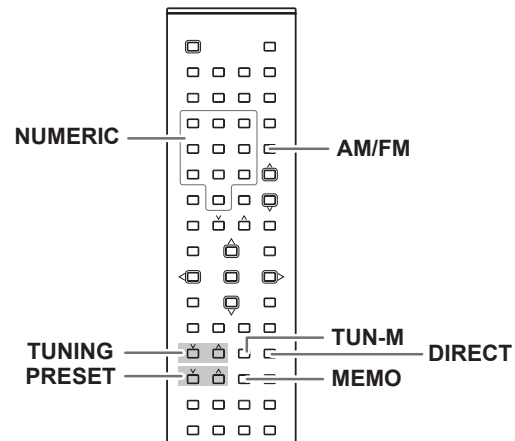 NUMERIC
AM/FM
TUN-M
TUNING
DIRECT
PRESET
MEMO